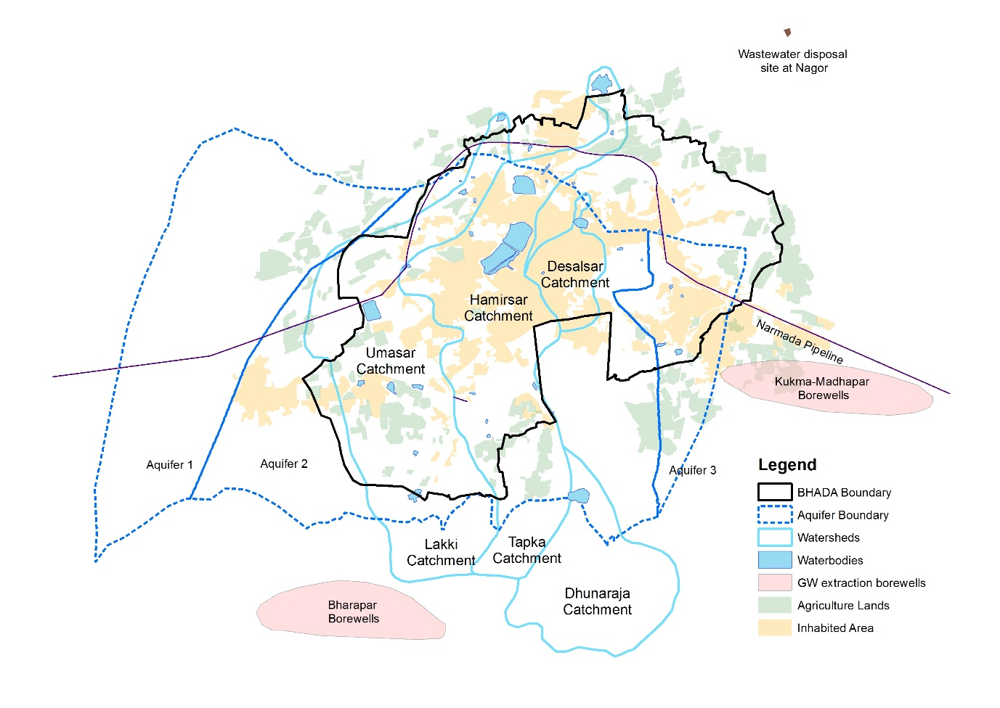 Wastewater disposal
site at Nagor
Desalsar
Catchment
Hamirsar
Catchment
Narmada Pipeline
Umasar
Catchment
Kukma-Madhapar
Borewells
Aquifer 1
Aquifer 2
Aquifer 3
Lakki
Catchment
Tapka
Catchment
Dhunaraja
Catchment
Bharapar
Borewells
Legend
BHADA Boundary
Aquifer Boundary
Watersheds
Waterbodies
GW extraction borewells
Agriculture Lands
Inhabited Area